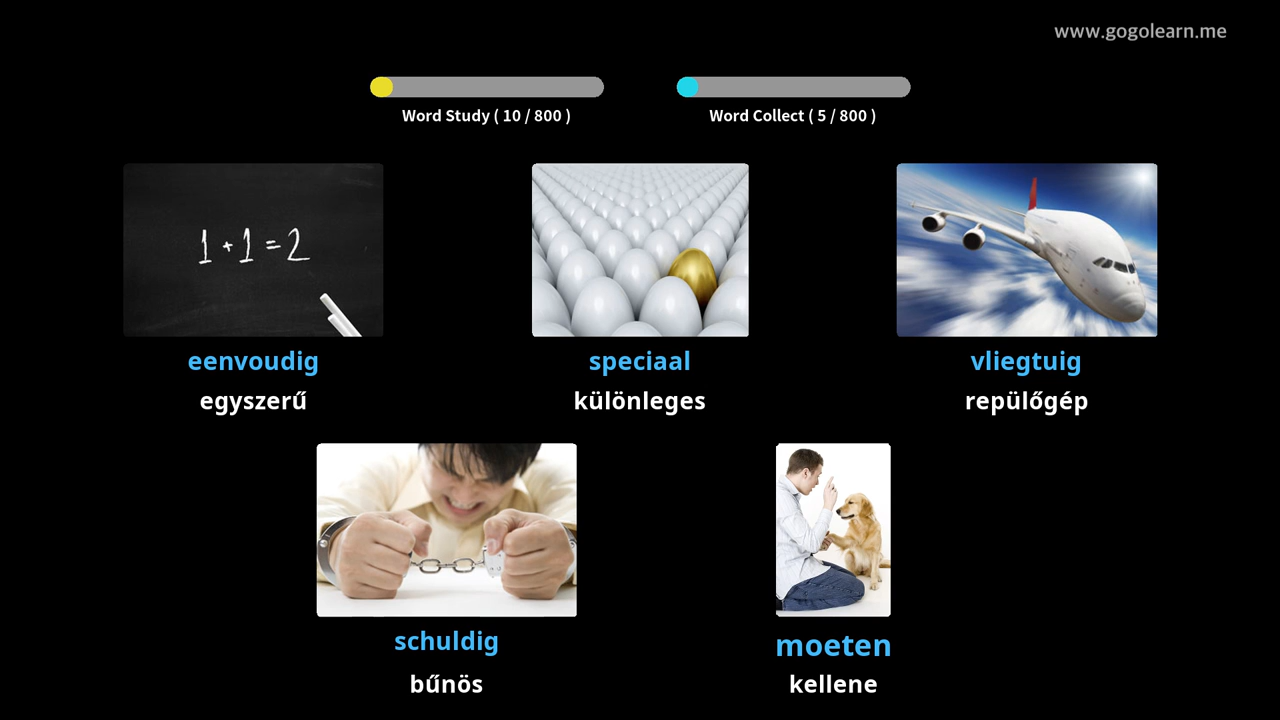 www.gogolearn.me
Word Study ( 10 / 800 )
Word Collect ( 5 / 800 )
1 + 1 = 2
eenvoudig
egyszerű
speciaal
különleges
vliegtuig
repülőgép
schuldig
bűnös
moeten
kellene